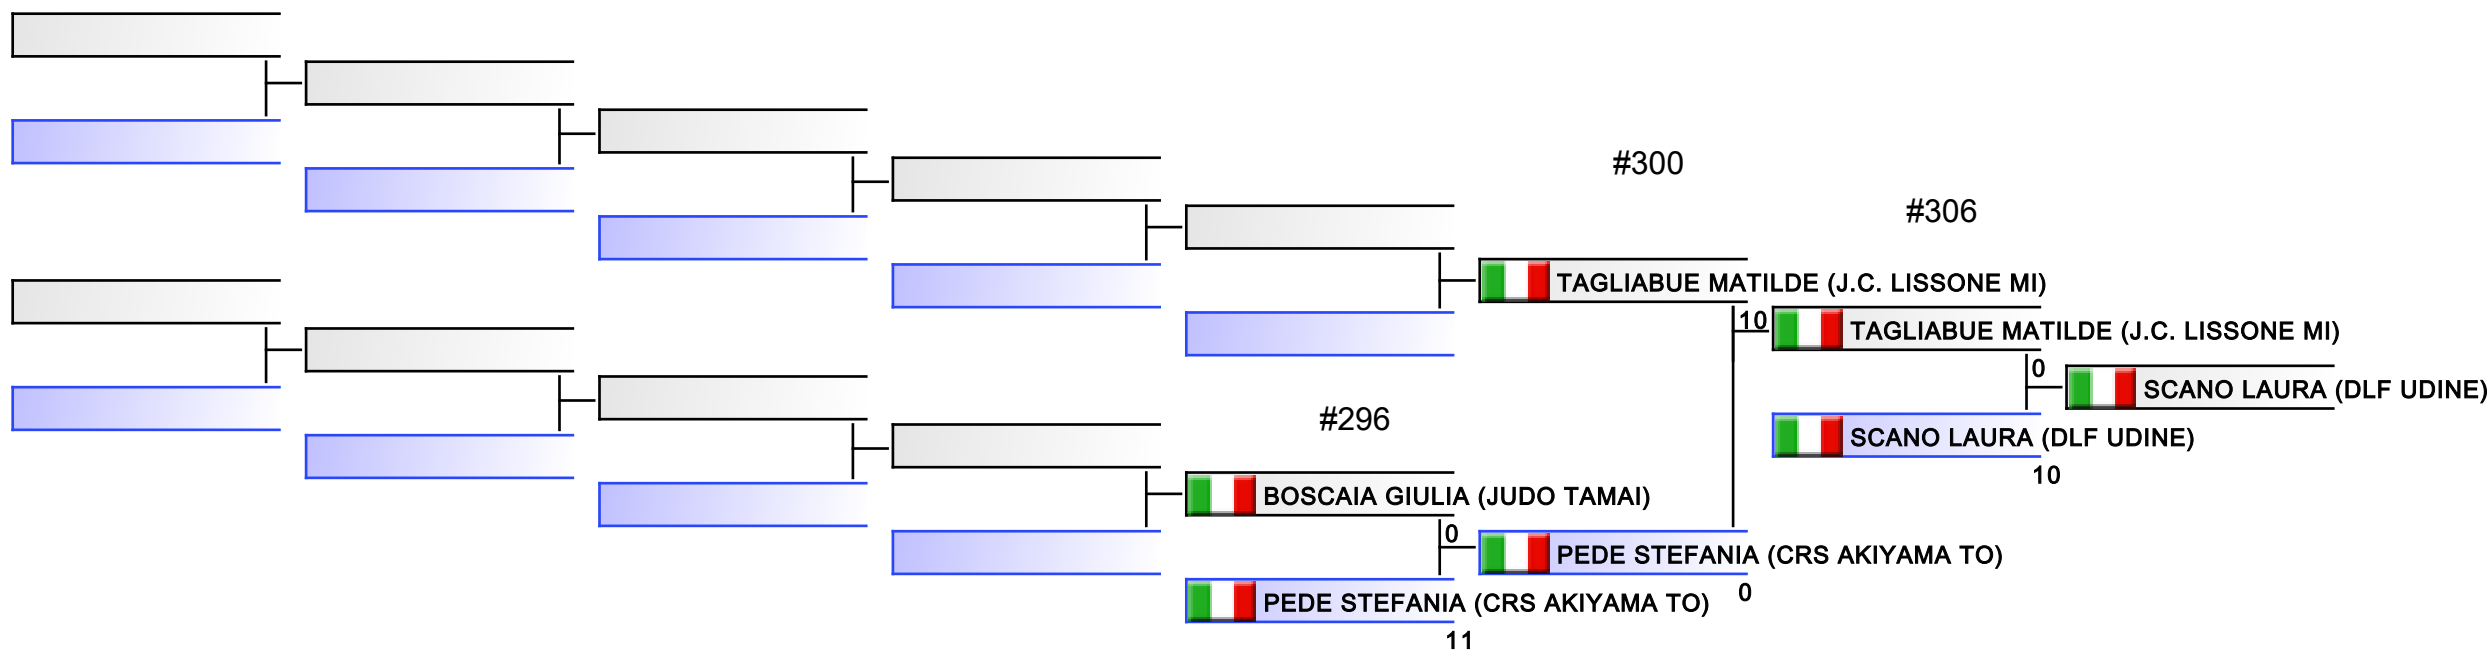 #300
#306
TAGLIABUE MATILDE (J.C. LISSONE MI)
10
TAGLIABUE MATILDE (J.C. LISSONE MI)
0
SCANO LAURA (DLF UDINE)
SCANO LAURA (DLF UDINE)
10
#296
BOSCAIA GIULIA (JUDO TAMAI)
0
PEDE STEFANIA (CRS AKIYAMA TO)
0
PEDE STEFANIA (CRS AKIYAMA TO)
11